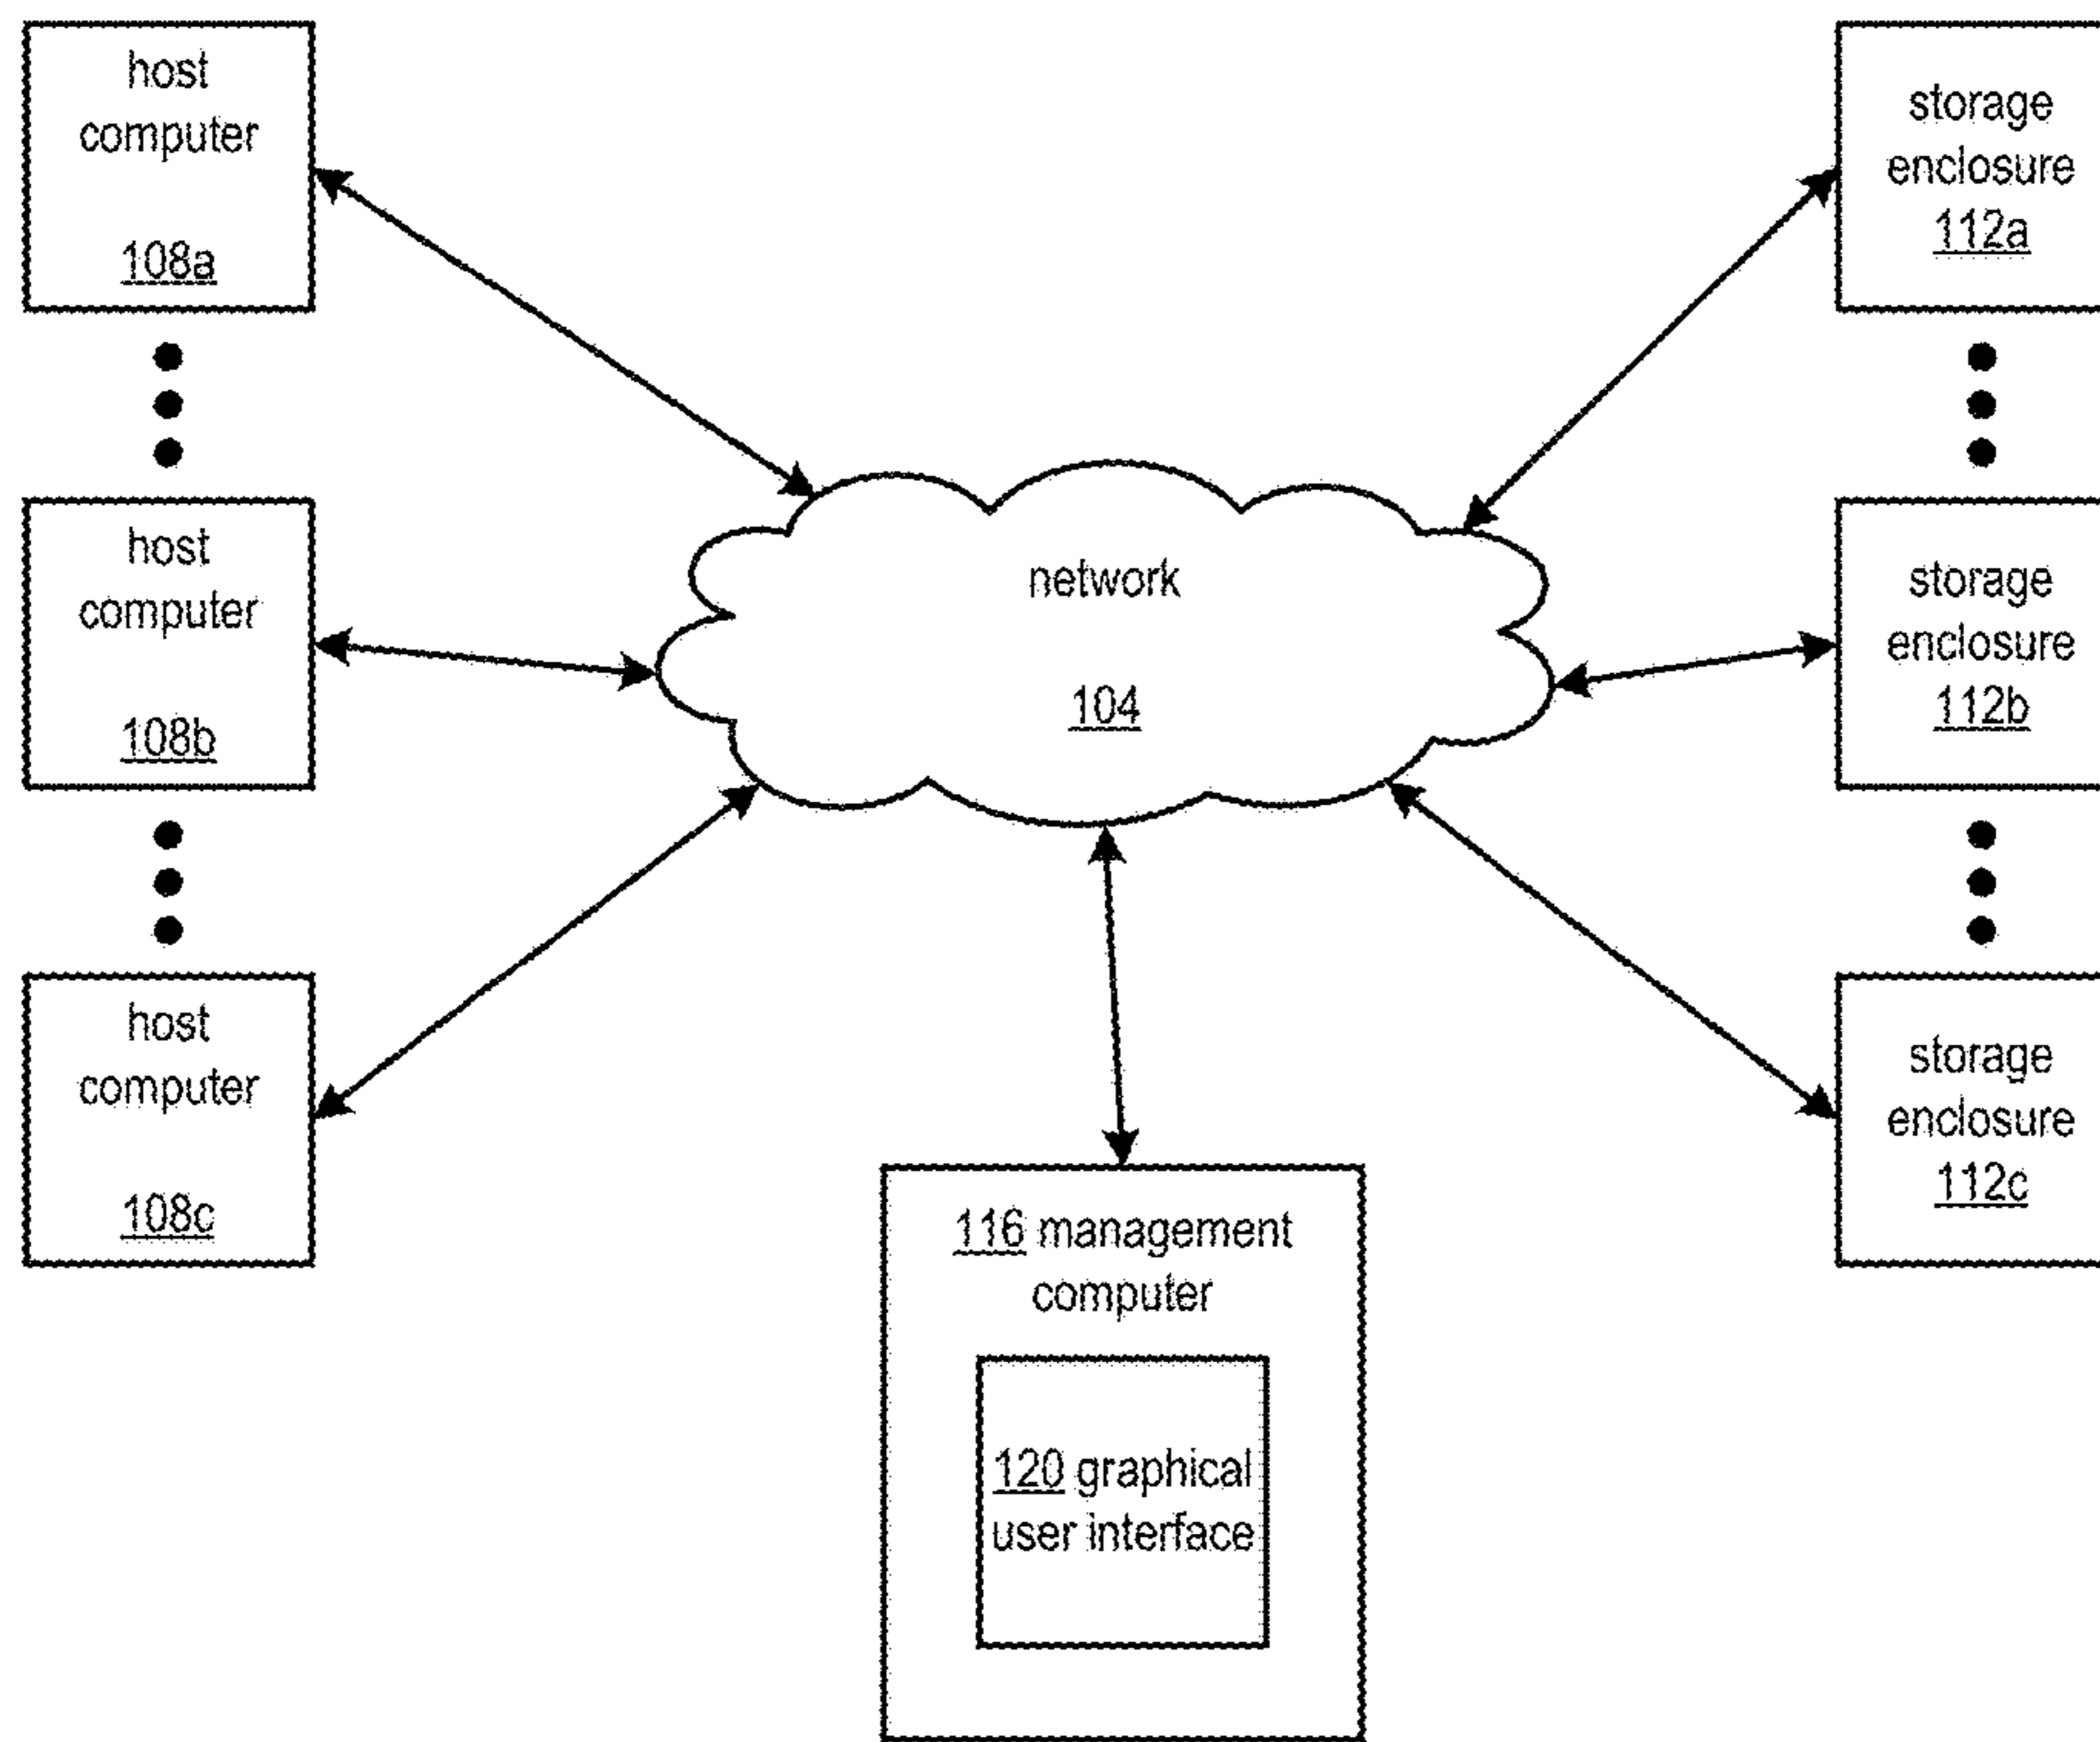 host
computer
108a
host
computer
108b
host
computer
108c
network
104
storage
enclosure
112a
storage
enclosure
112b
storage
enclosure
112c
116 management
computer
120 graphical
user interface